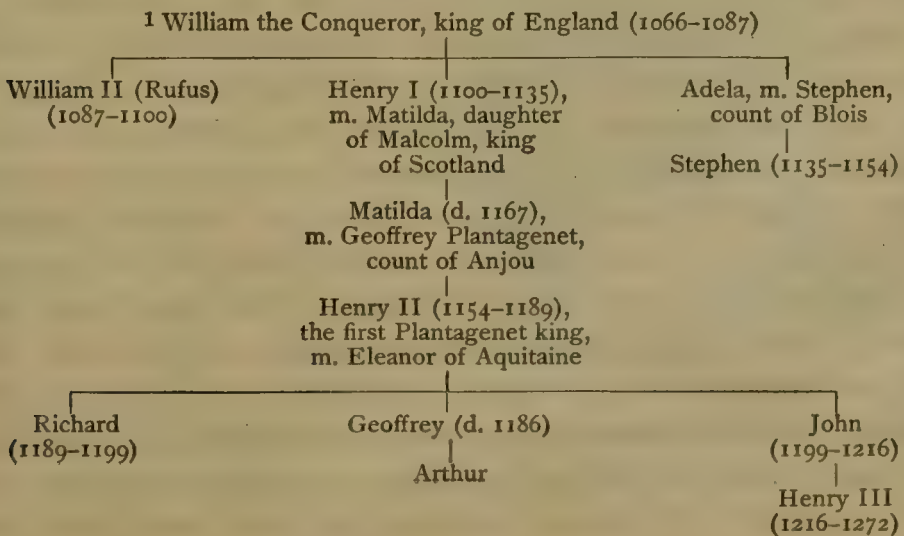 1 William the Conqueror, king of England (1066–1087)
William II (Rufus)
(1087–1100)
Henry I (1100–1135),
m. Matilda, daughter
of Malcolm, king
of Scotland
Adela, m. Stephen,
count of Blois
Stephen (1135–1154)
Matilda (d. 1167),
m. Geoffrey Plantagenet,
count of Anjou
Henry II (1154–1189),
the first Plantagenet king,
m. Eleanor of Aquitaine
Richard
(1189–1199)
Geoffrey (d. 1186)
Arthur
John
(1199–1216)
Henry III
(1216–1272)